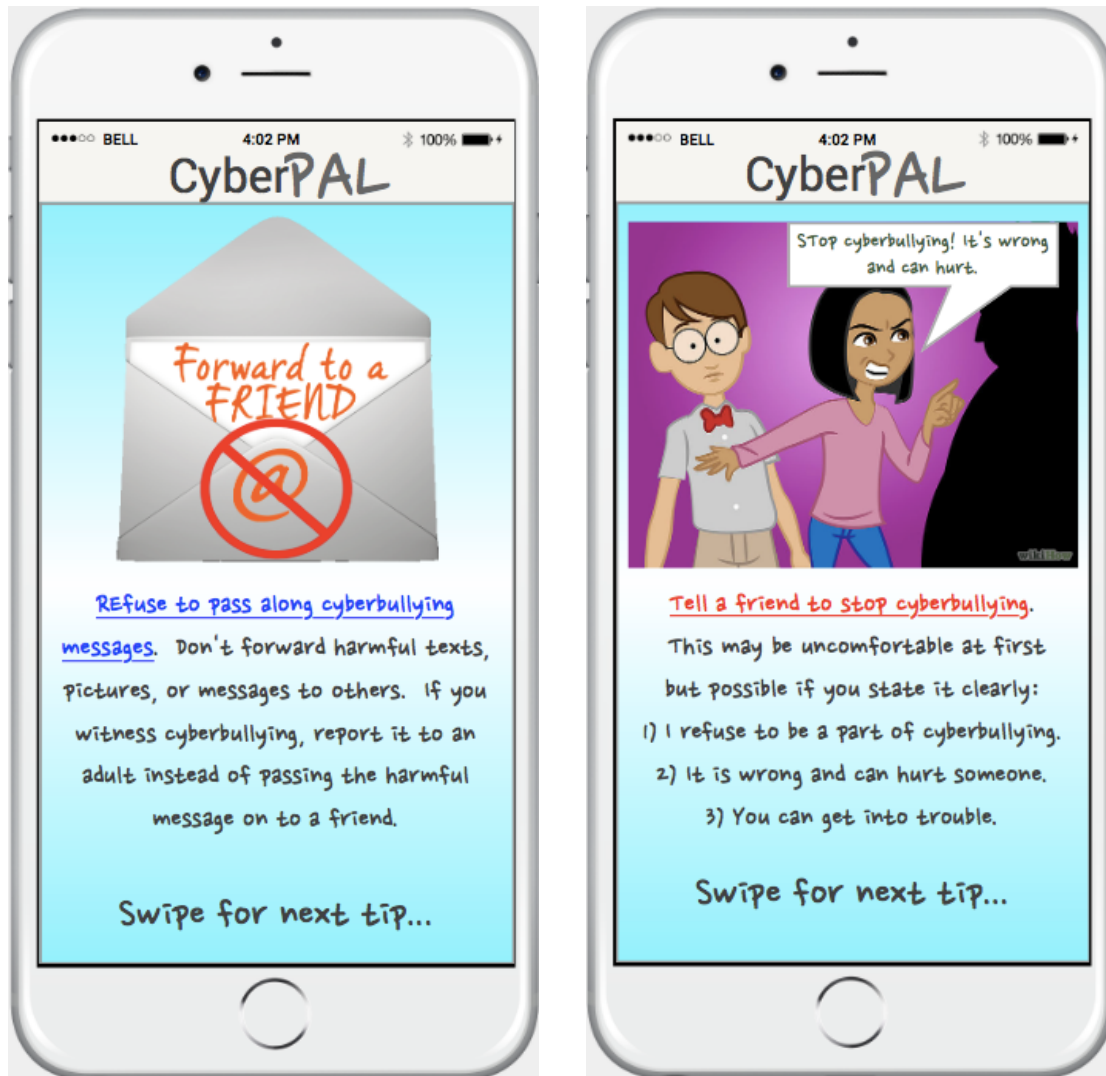 BELL 4:02 PM 100%
CyberPAL
Forward to a
FRIEND
@
REfuse to pass along cyberbullying
messages. Don't forward harmful texts,
pictures, or messages to others. If you
witness cyberbullying, report it to an
adult instead of passing the harmful
message on to a friend.
Swipe for next tip...
BELL 4:02 PM 100%
CyberPAL
STop cyberbullying! It's wrong
and can hurt.
wikiHow
Tell a friend to stop cyberbullying.
This may be uncomfortable at first
but possible if you state it clearly:
1) I refuse to be a part of cyberbullying.
2) It is wrong and can hurt someone.
3) You can get into trouble.
Swipe for next tip...